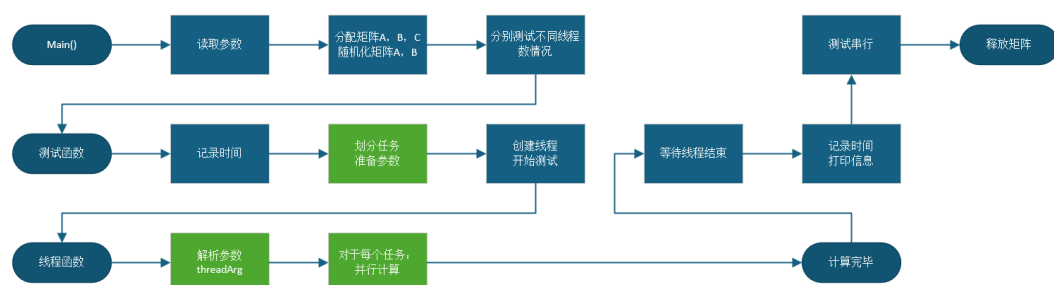 Main()
读取参数
分配矩阵A，B，C
随机化矩阵A，B
分别测试不同线程
数情况
测试串行
释放矩阵
测试函数
记录时间
划分任务
准备参数
创建线程
开始测试
等待线程结束
记录时间
打印信息
线程函数
解析参数
threadArg
对于每个任务：
并行计算
计算完毕